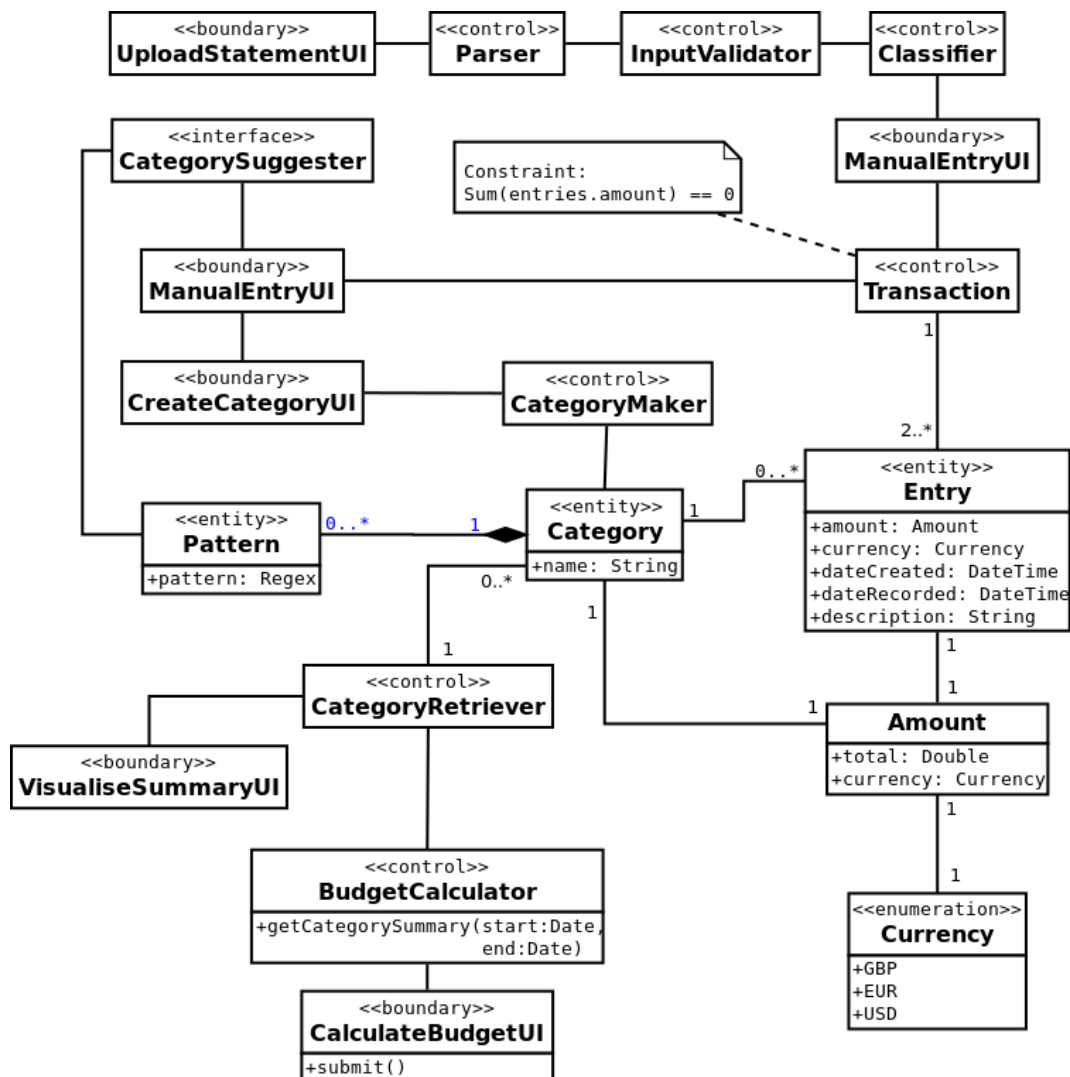 <<boundary>>
UploadStatementUI
<<control>>
Parser
<<control>>
InputValidator
<<control>>
Classifier
<<interface>>
CategorySuggester
Constraint:
Sum(entries.amount) == 0
<<boundary>>
ManualEntryUI
<<boundary>>
ManualEntryUI
<<control>>
Transaction
1
2..*
<<boundary>>
CreateCategoryUI
<<control>>
CategoryMaker
<<entity>>
Pattern
+pattern: Regex
0..*
1
<<entity>>
Category
+name: String
1
0..*
<<entity>>
Entry
+amount: Amount
+currency: Currency
+dateCreated: DateTime
+dateRecorded: DateTime
+description: String
0..*
1
1
1
1
1
<<control>>
CategoryRetriever
Amount
+total: Double
+currency: Currency
<<boundary>>
VisualiseSummaryUI
1
1
<<control>>
BudgetCalculator
+getCategorySummary(start:Date,
end:Date)
<<enumeration>>
Currency
+GBP
+EUR
+USD
<<boundary>>
CalculateBudgetUI
+submit()